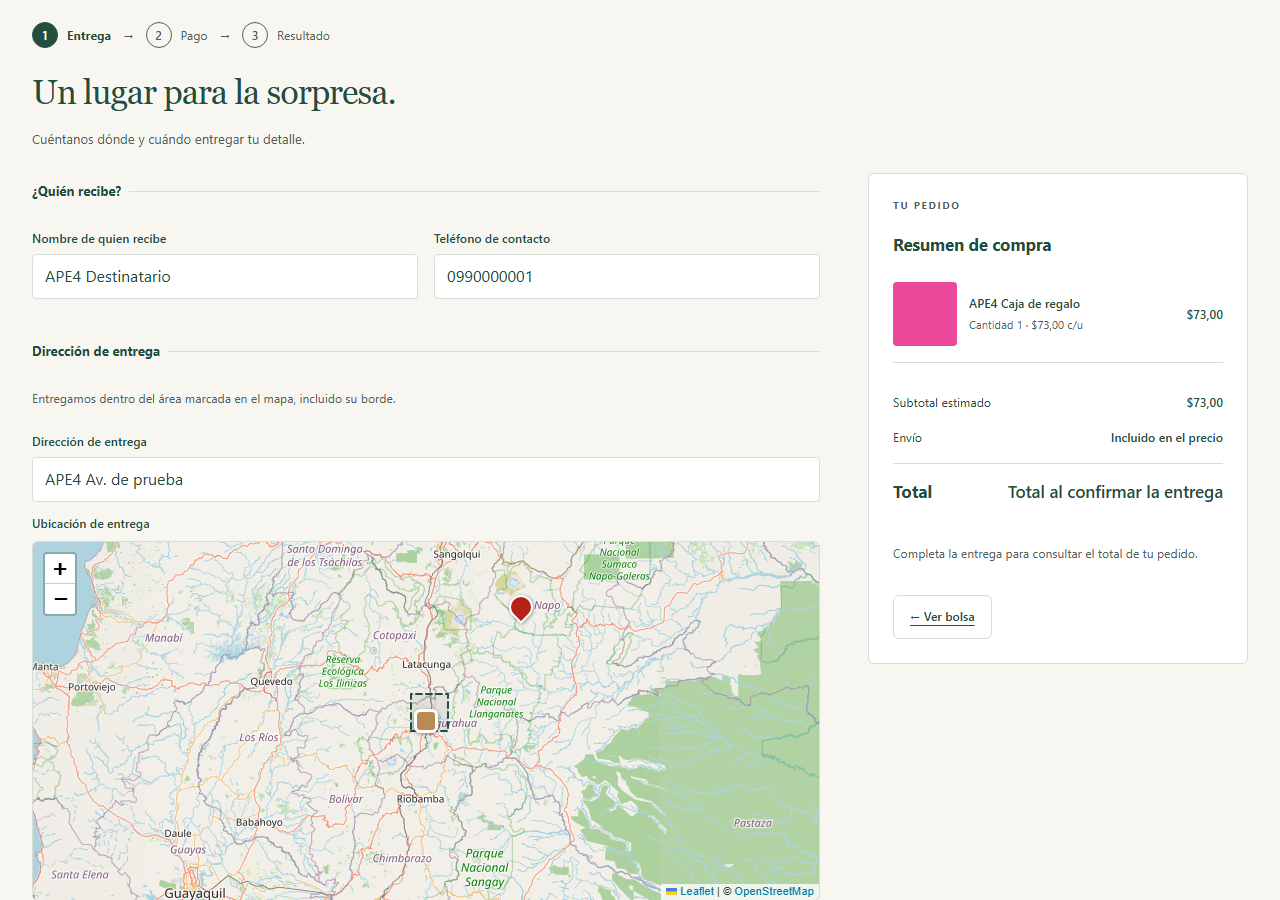 1 Entrega → 2 Pago → 3 Resultado
Un lugar para la sorpresa.
Cuéntanos dónde y cuándo entregar tu detalle.
¿Quién recibe?
Nombre de quien recibe
APE4 Destinatario
Teléfono de contacto
0990000001
Dirección de entrega
Entregamos dentro del área marcada en el mapa, incluido su borde.
Dirección de entrega
APE4 Av. de prueba
Ubicación de entrega
+
−
Santo Domingo
de los Tsáchilas
Sangolquí
Parque
Nacional
Sumaco
Napo-Galeras
Napo
Manabí
Cotopaxi
Manta
Portoviejo
Quevedo
Reserva
Ecológica
Los Ilinizas
Latacunga
Parque
Nacional
Llanganates
Los Ríos
Bolívar
Riobamba
Babahoyo
Daule
Guayas
Pastaza
Chimborazo
Parque
Nacional
Sangay
Santa Elena
Guayaquil
Leaflet | © OpenStreetMap
TU PEDIDO
Resumen de compra
APE4 Caja de regalo
Cantidad 1 · $73,00 c/u
$73,00
Subtotal estimado $73,00
Envío Incluido en el precio
Total Total al confirmar la entrega
Completa la entrega para consultar el total de tu pedido.
← Ver bolsa